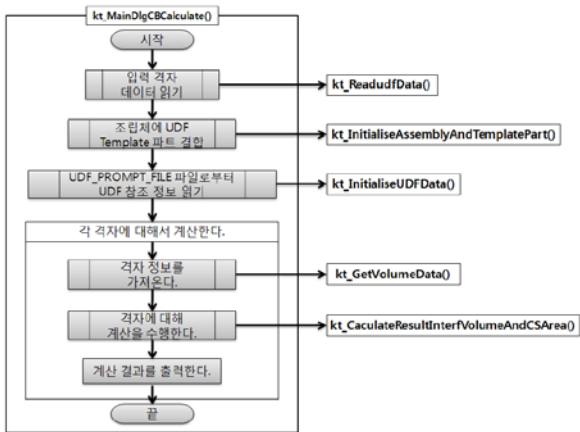 kt_MainDlgCBCalculate()
시작
입력 격자
데이터 읽기
kt_ReadudfData()
조립체에 UDF
Template 파트 결합
kt_InitialiseAssemblyAndTemplatePart()
UDF_PROMPT_FILE 파일로부터
UDF 참조 정보 읽기
kt_InitialiseUDFData()
각 격자에 대해서 계산한다.
격자 정보를
가져온다.
kt_GetVolumeData()
격자에 대해
계산을 수행한다.
kt_CaculateResultInterfVolumeAndCSArea()
계산 결과를 출력한다.
끝